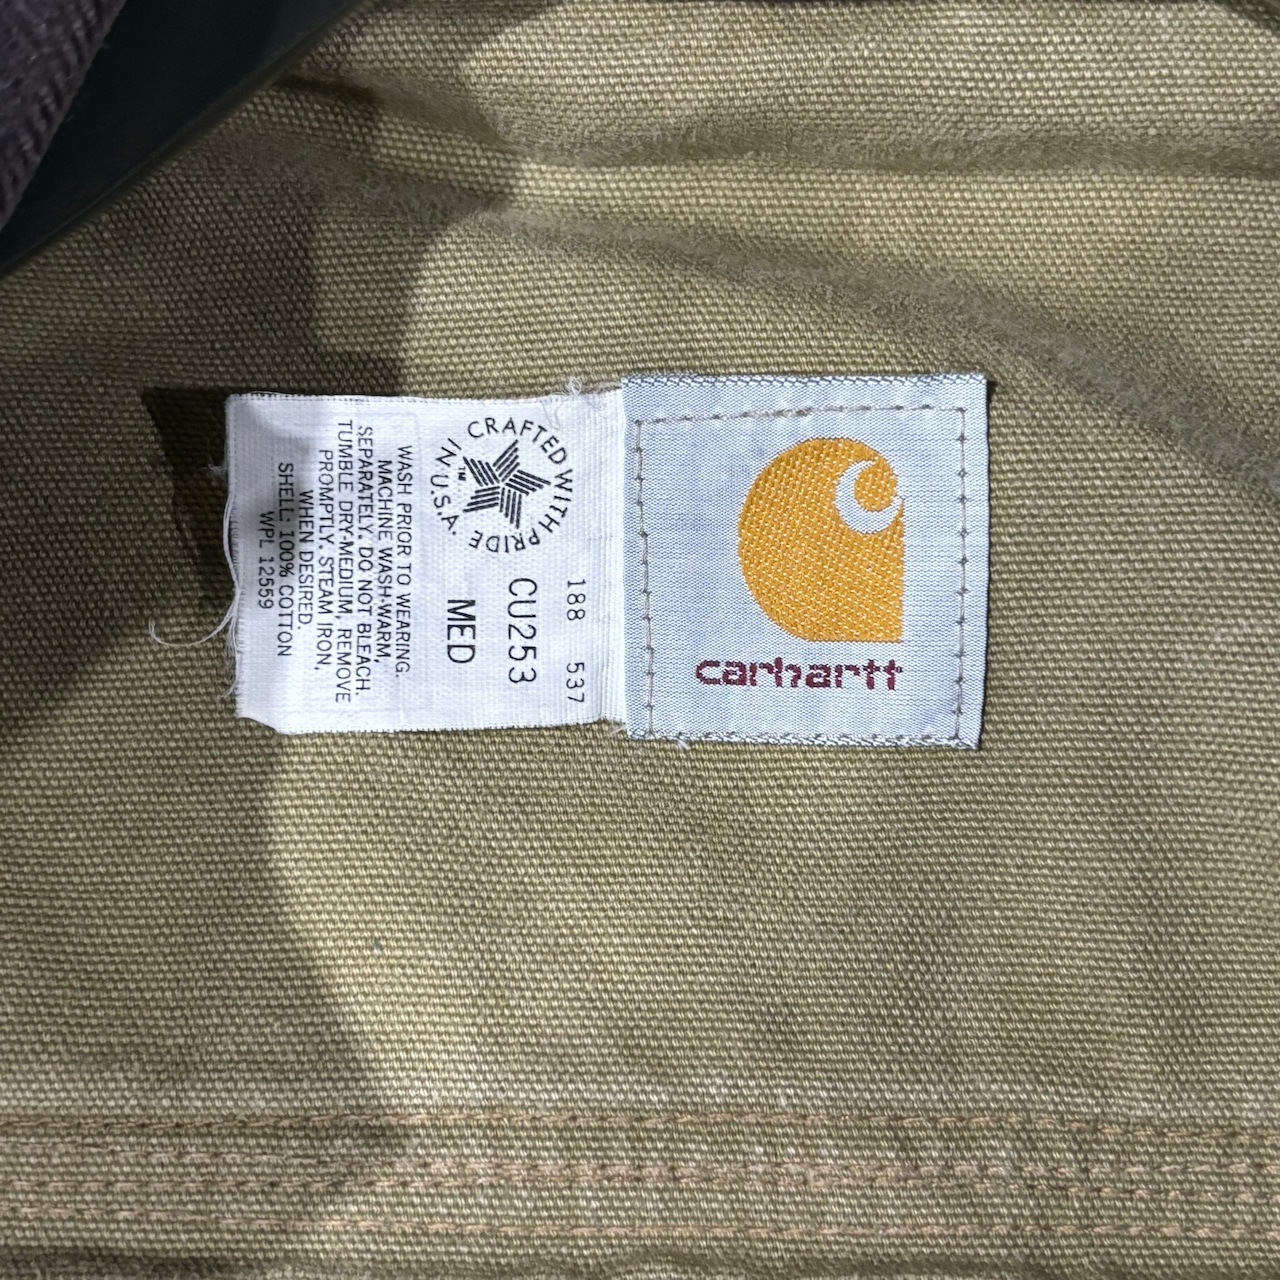 188 537
CU253
MED
CRAFTED WITH PRIDE
IN U.S.A.
TM
WASH PRIOR TO WEARING.
MACHINE WASH-WARM,
SEPARATELY. DO NOT BLEACH.
TUMBLE DRY-MEDIUM, REMOVE
PROMPTLY. STEAM IRON,
WHEN DESIRED.
SHELL: 100% COTTON
WPL 12559
carhartt